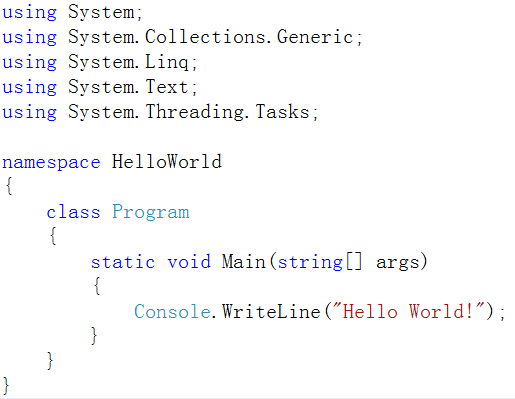 using System;
using System.Collections.Generic;
using System.Linq;
using System.Text;
using System.Threading.Tasks;

namespace HelloWorld
{
    class Program
    {
        static void Main(string[] args)
        {
            Console.WriteLine("Hello World!");
        }
    }
}